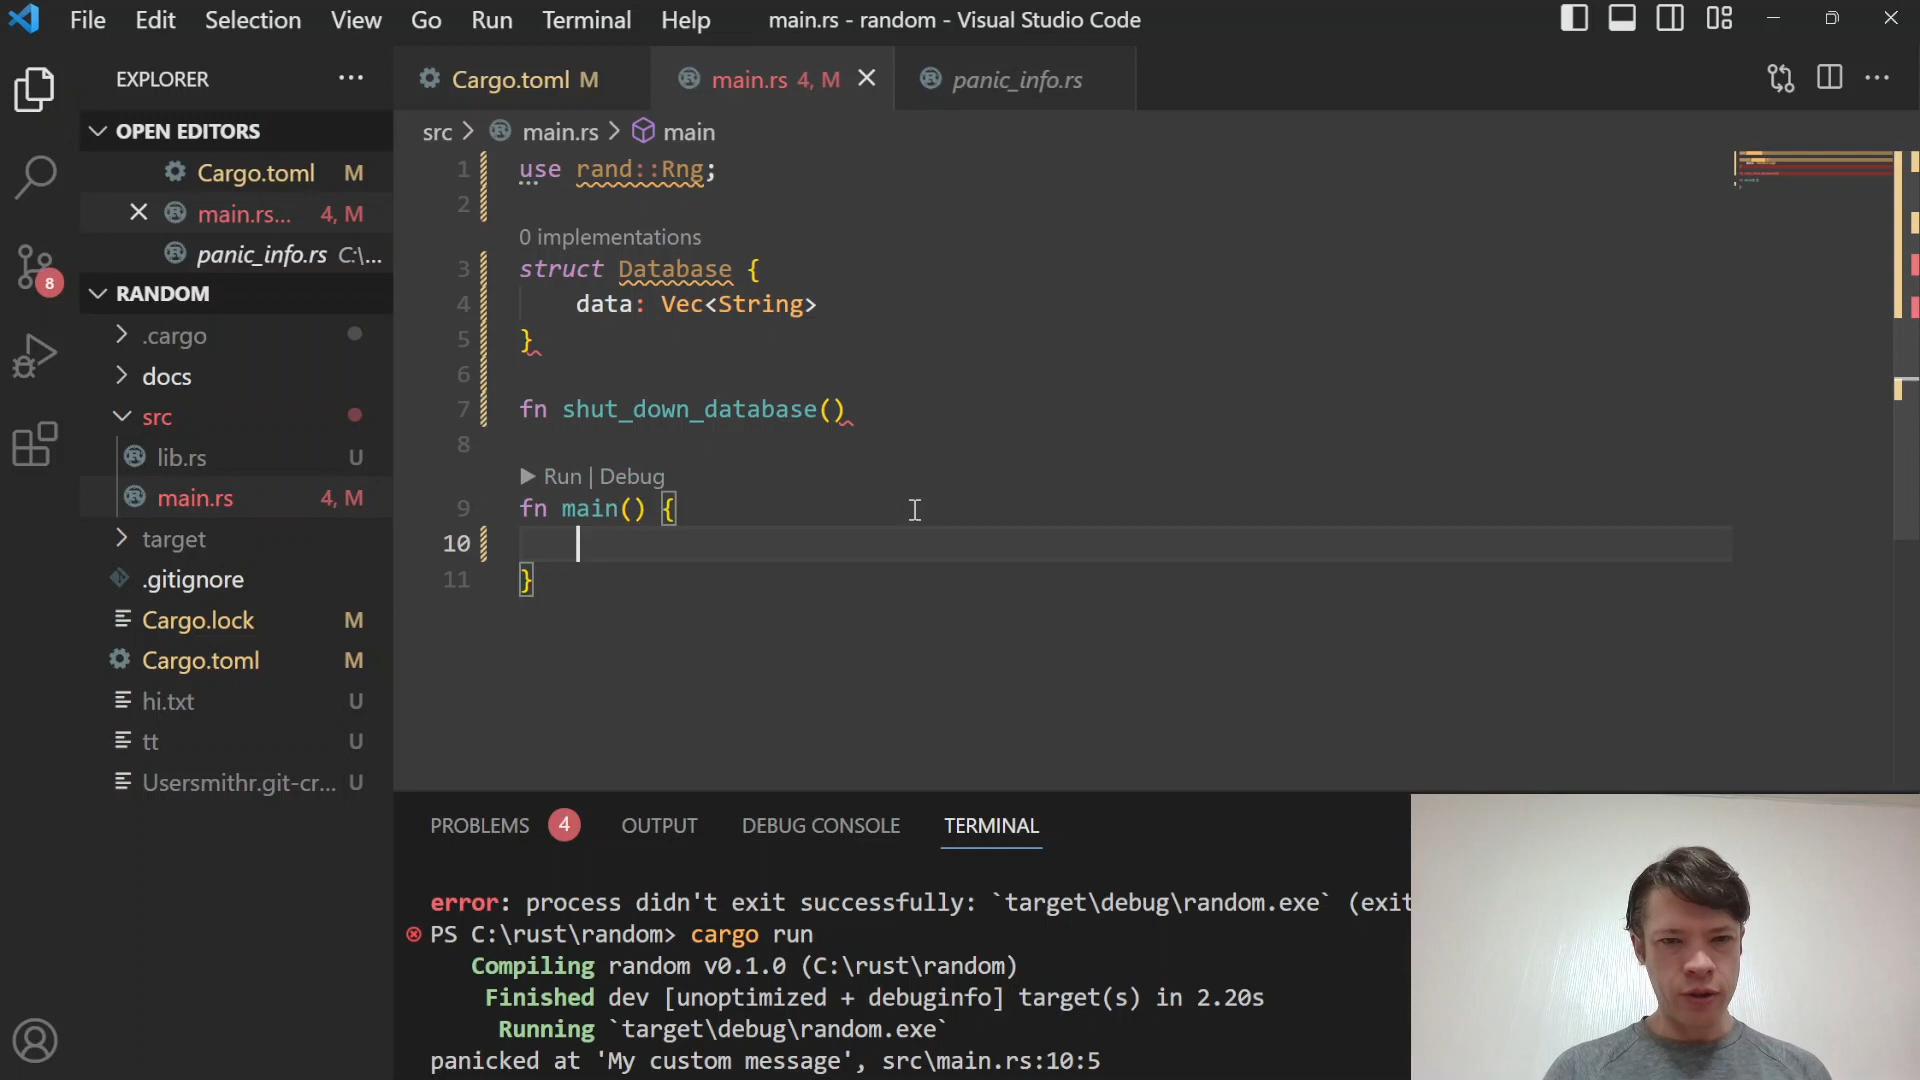 File Edit Selection View Go Run Terminal Help main.rs - random - Visual Studio Code
EXPLORER
OPEN EDITORS
Cargo.toml M
main.rs... 4, M
panic_info.rs C:\...
RANDOM
.cargo
docs
src
lib.rs U
main.rs 4, M
target
.gitignore
Cargo.lock M
Cargo.toml M
hi.txt U
tt U
Usersmithr.git-cr... U
8
Cargo.toml M main.rs 4, M panic_info.rs
src > main.rs > main
1 use rand::Rng;
2
0 implementations
3 struct Database {
4 data: Vec<String>
5 }
6
7 fn shut_down_database()
8
Run | Debug
9 fn main() {
10
11 }
PROBLEMS 4 OUTPUT DEBUG CONSOLE TERMINAL
error: process didn't exit successfully: `target\debug\random.exe` (exit
PS C:\rust\random> cargo run
Compiling random v0.1.0 (C:\rust\random)
Finished dev [unoptimized + debuginfo] target(s) in 2.20s
Running `target\debug\random.exe`
panicked at 'My custom message', src\main.rs:10:5